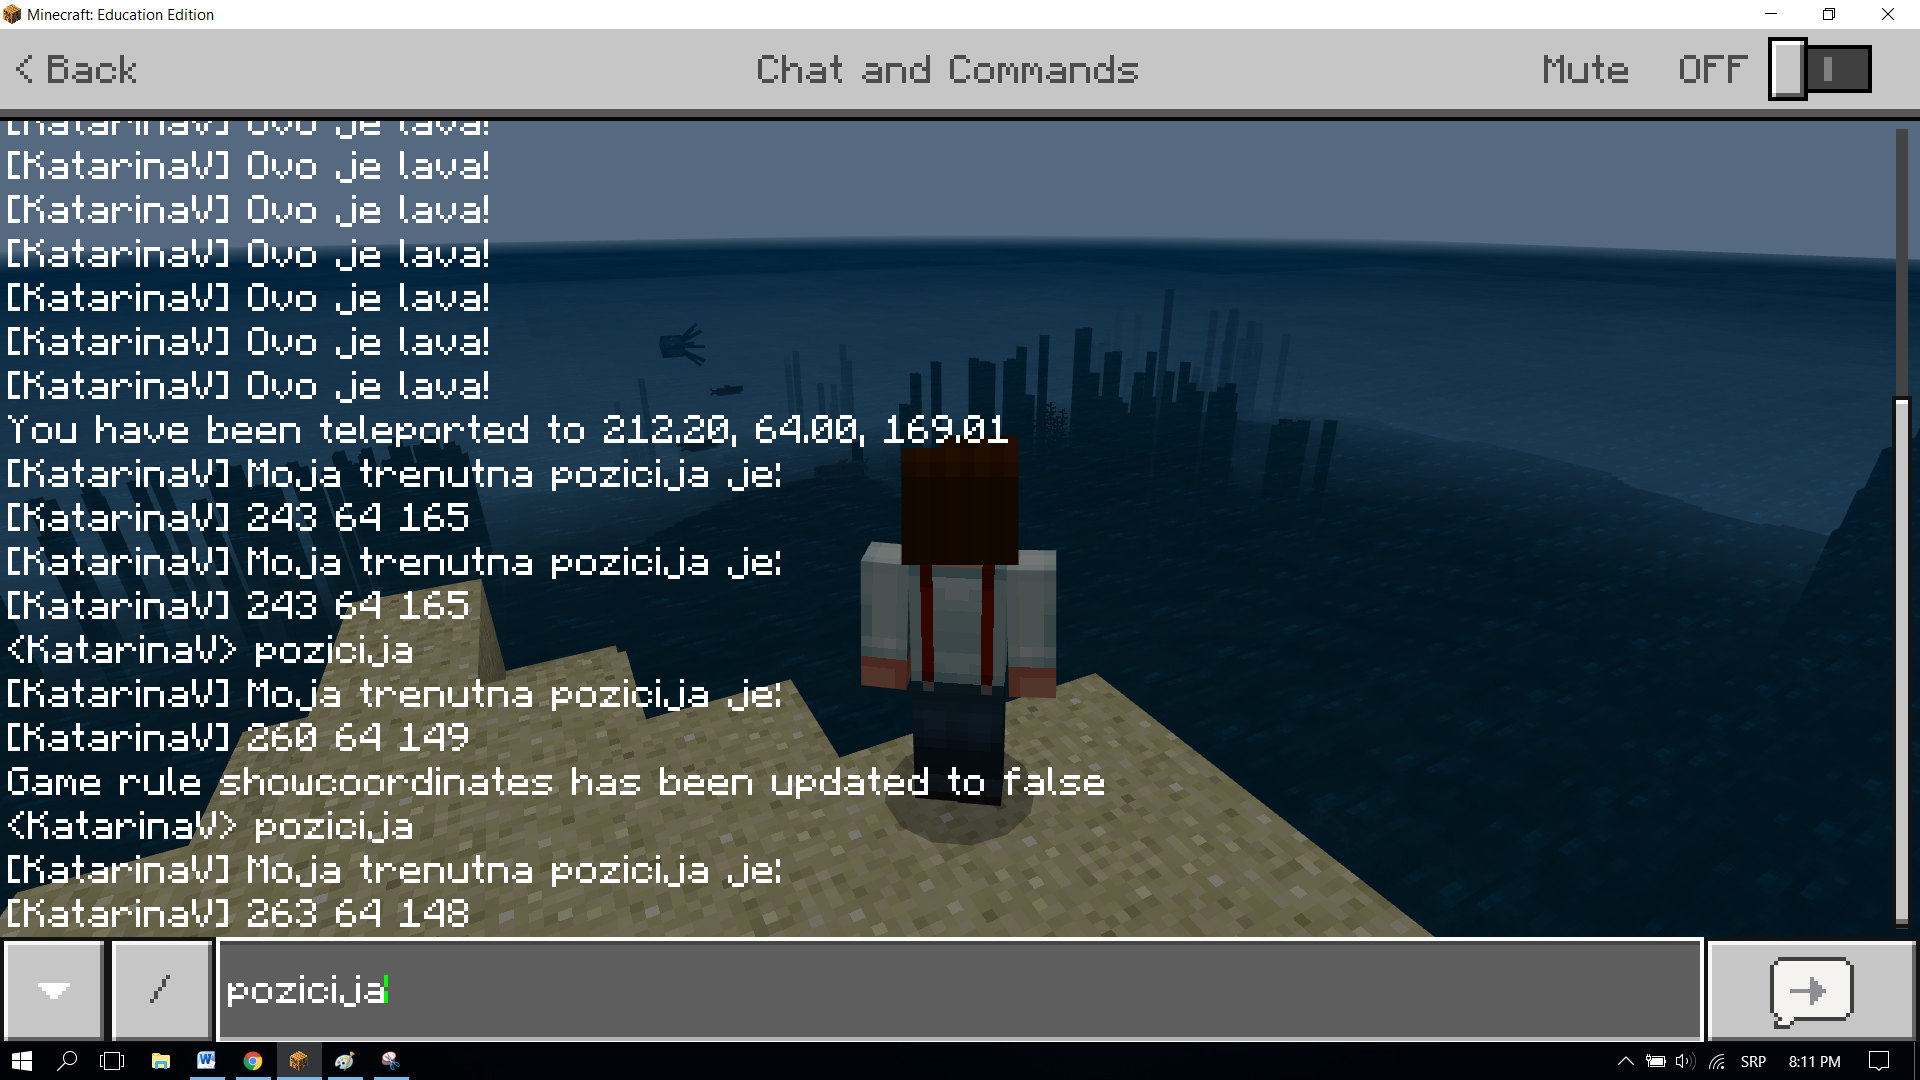 Minecraft: Education Edition
< Back
Chat and Commands
Mute OFF
[KatarinaV] Ovo je lava!
[KatarinaV] Ovo je lava!
[KatarinaV] Ovo je lava!
[KatarinaV] Ovo je lava!
[KatarinaV] Ovo je lava!
[KatarinaV] Ovo je lava!
[KatarinaV] Ovo je lava!
You have been teleported to 212.20, 64.00, 169.01
[KatarinaV] Moja trenutna pozicija je:
[KatarinaV] 243 64 165
[KatarinaV] Moja trenutna pozicija je:
[KatarinaV] 243 64 165
<KatarinaV> pozicija
[KatarinaV] Moja trenutna pozicija je:
[KatarinaV] 260 64 149
Game rule showcoordinates has been updated to false
<KatarinaV> pozicija
[KatarinaV] Moja trenutna pozicija je:
[KatarinaV] 263 64 148
/
pozicija
SRP
8:11 PM